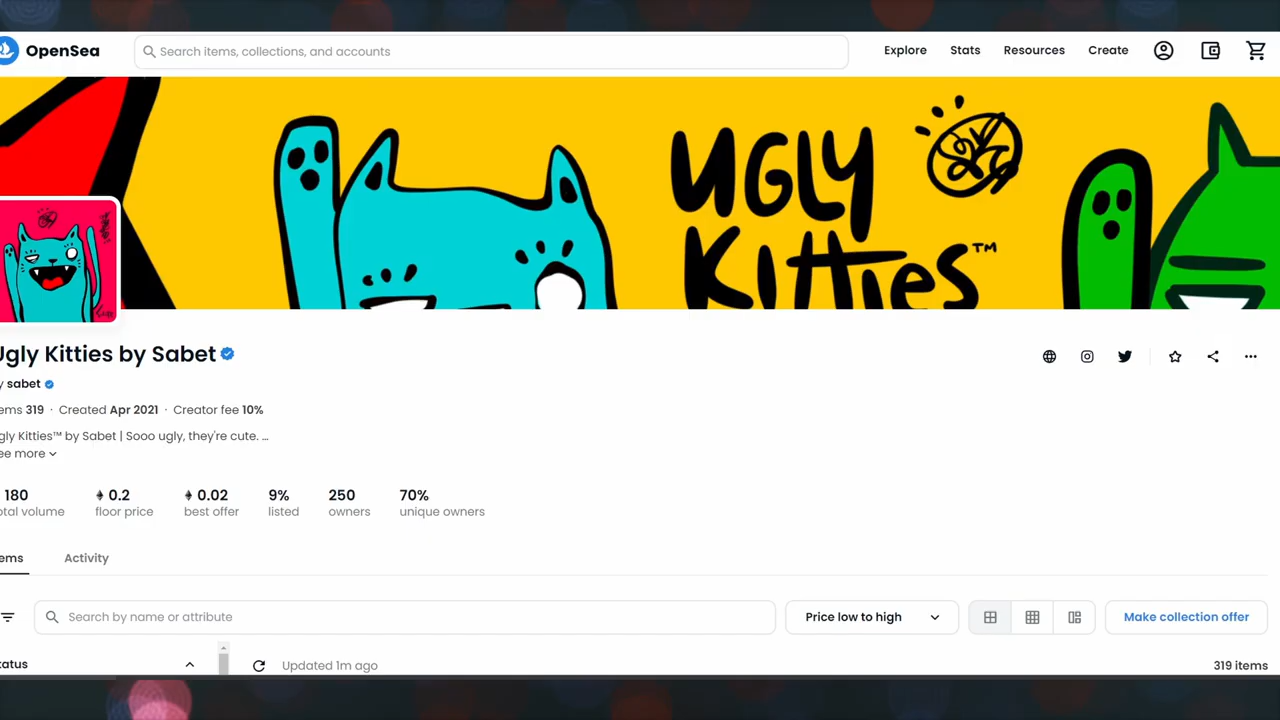 OpenSea
Search items, collections, and accounts
Explore
Stats
Resources
Create
UGLY
KiTTies™
Ugly Kitties by Sabet
y sabet
ems 319 · Created Apr 2021 · Creator fee 10%
gly Kitties™ by Sabet | Sooo ugly, they're cute. …
ee more
180
0.2
0.02
9%
250
70%
otal volume
floor price
best offer
listed
owners
unique owners
ems
Activity
Search by name or attribute
Price low to high
Make collection offer
tatus
Updated 1m ago
319 items